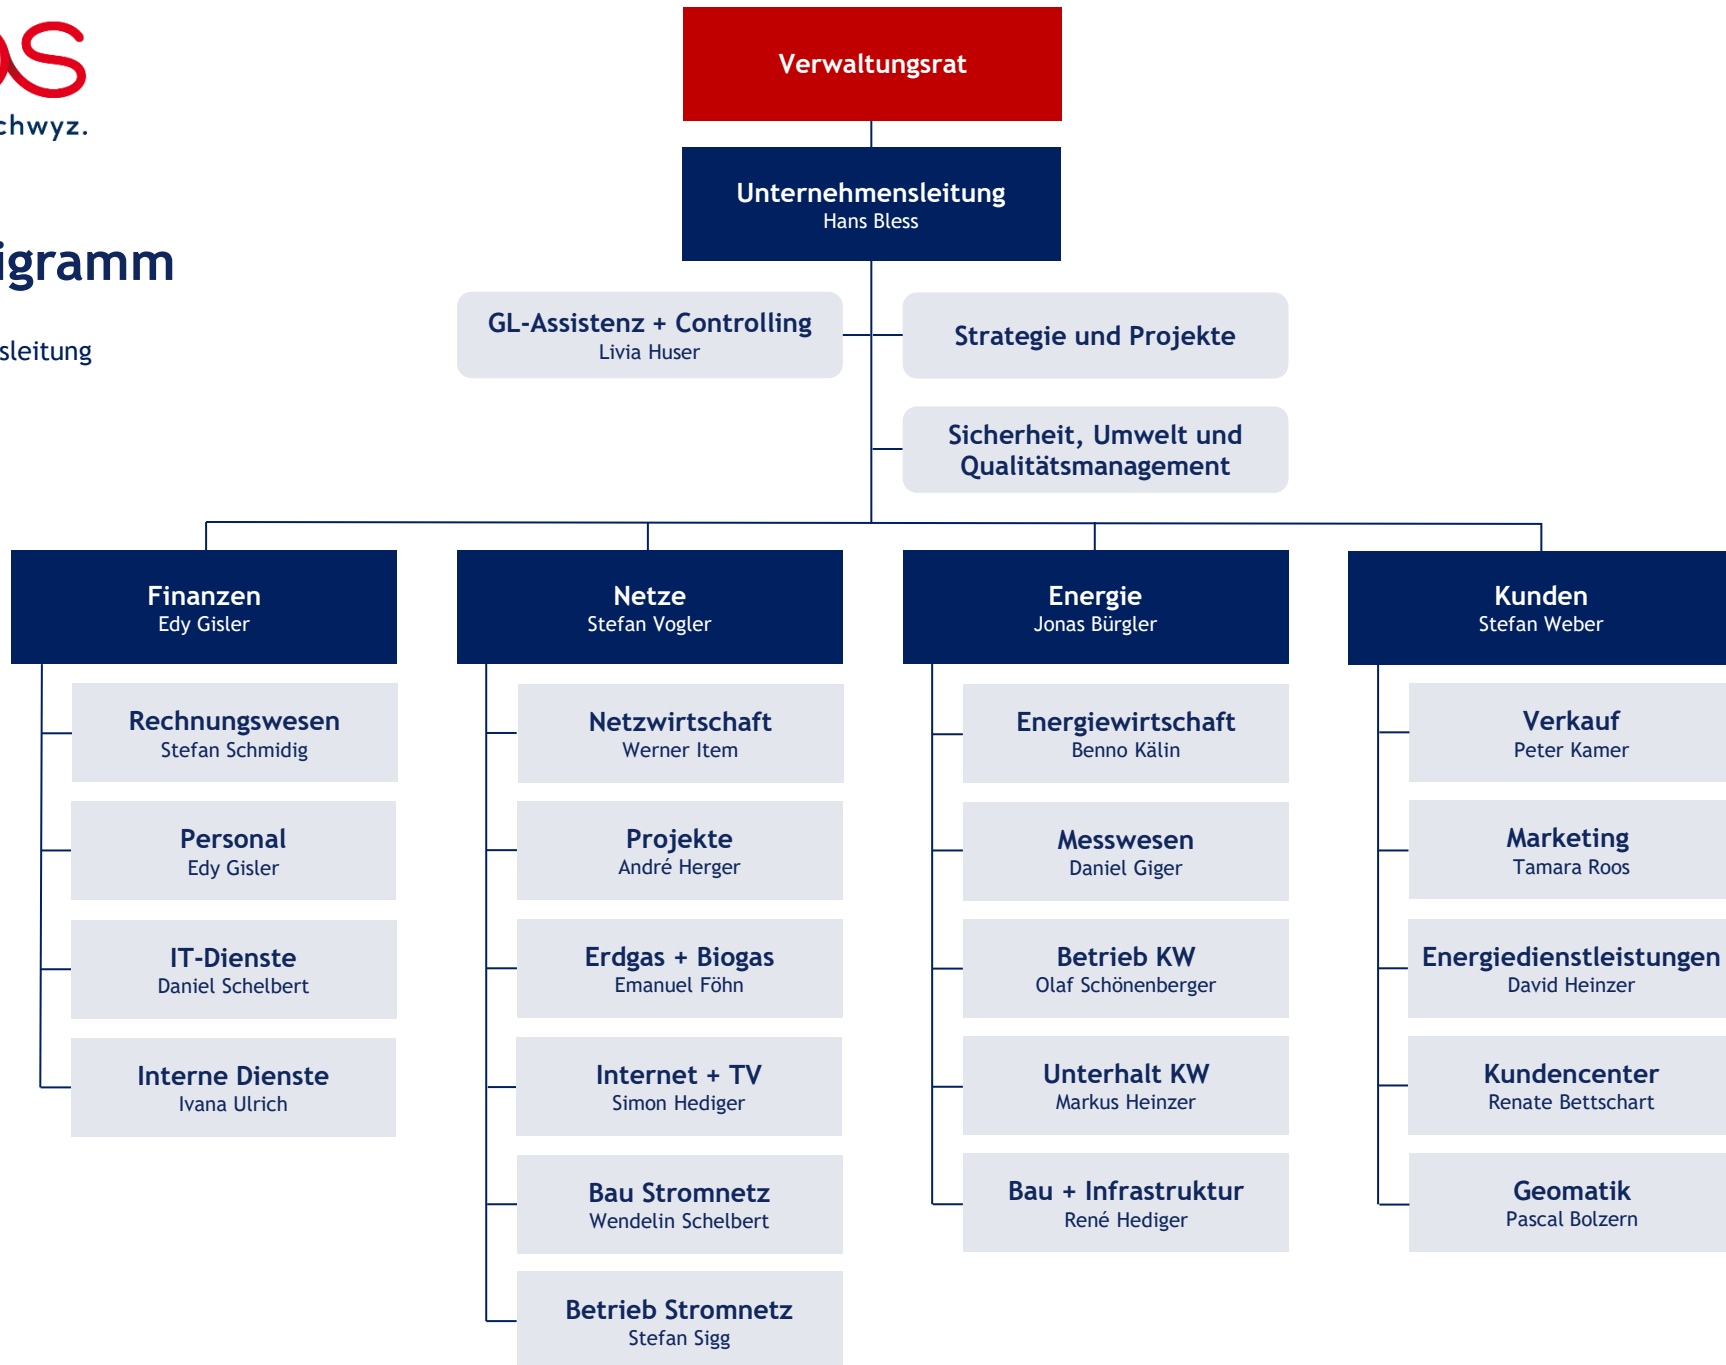 chwyz.
igramm
sleitung
Verwaltungsrat
Unternehmensleitung
Hans Bless
GL-Assistenz + Controlling
Livia Huser
Strategie und Projekte
Sicherheit, Umwelt und
Qualitätsmanagement
Finanzen
Edy Gisler
Rechnungswesen
Stefan Schmidig
Personal
Edy Gisler
IT-Dienste
Daniel Schelbert
Interne Dienste
Ivana Ulrich
Netze
Stefan Vogler
Netzwirtschaft
Werner Item
Projekte
André Herger
Erdgas + Biogas
Emanuel Föhn
Internet + TV
Simon Hediger
Bau Stromnetz
Wendelin Schelbert
Betrieb Stromnetz
Stefan Sigg
Energie
Jonas Bürgler
Energiewirtschaft
Benno Kälin
Messwesen
Daniel Giger
Betrieb KW
Olaf Schönenberger
Unterhalt KW
Markus Heinzer
Bau + Infrastruktur
René Hediger
Kunden
Stefan Weber
Verkauf
Peter Kamer
Marketing
Tamara Roos
Energiedienstleistungen
David Heinzer
Kundencenter
Renate Bettschart
Geomatik
Pascal Bolzern